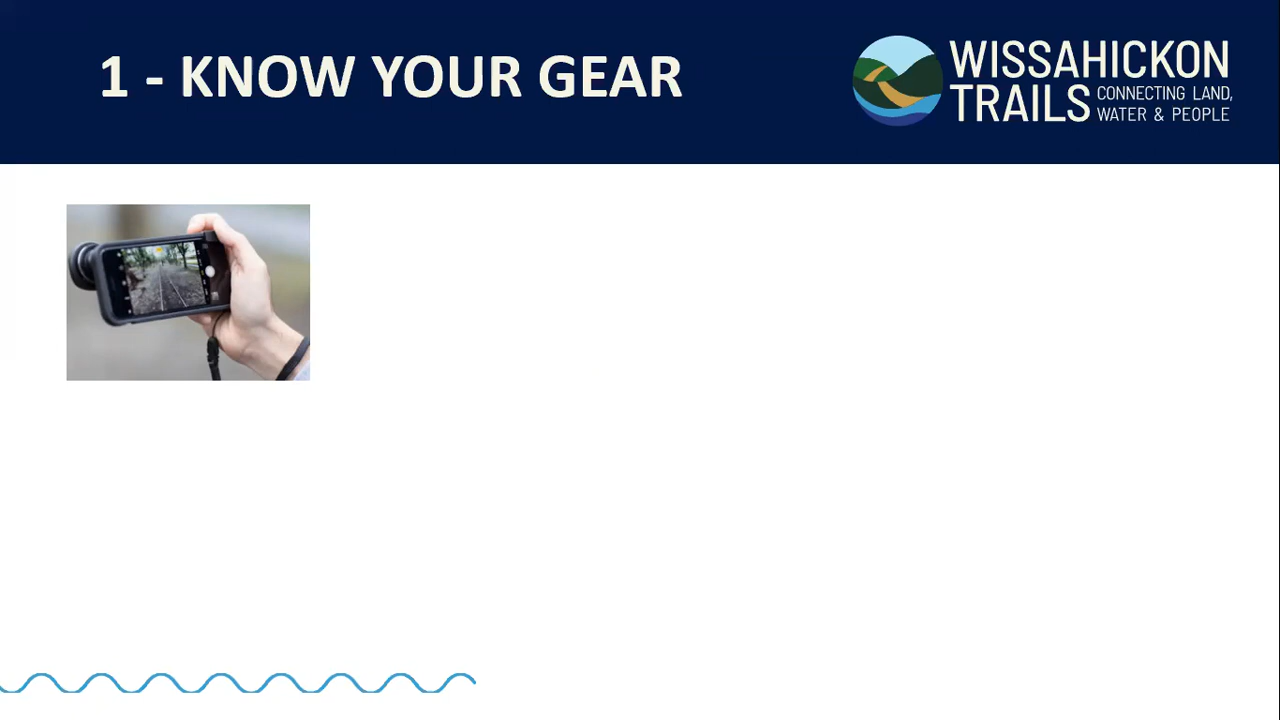 1 - KNOW YOUR GEAR
WISSAHICKON
TRAILS CONNECTING LAND,
WATER & PEOPLE